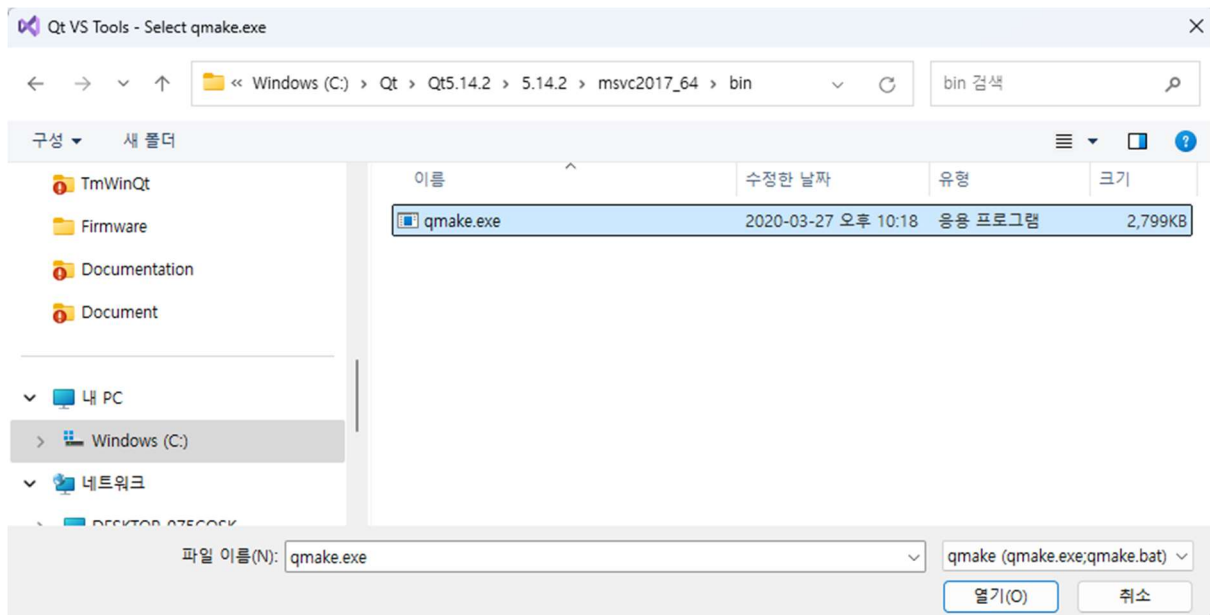 Qt VS Tools - Select qmake.exe
« Windows (C:) > Qt > Qt5.14.2 > 5.14.2 > msvc2017_64 > bin
bin 검색
구성 새 폴더
TmWinQt
Firmware
Documentation
Document
내 PC
Windows (C:)
네트워크
이름 수정한 날짜 유형 크기
qmake.exe 2020-03-27 오후 10:18 응용 프로그램 2,799KB
파일 이름(N): qmake.exe
qmake (qmake.exe;qmake.bat)
열기(O) 취소